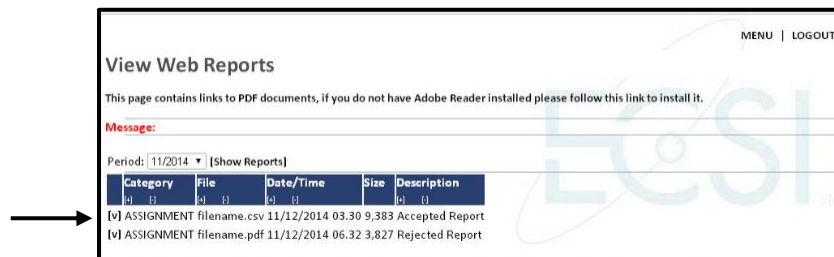 MENU | LOGOUT
View Web Reports
This page contains links to PDF documents, if you do not have Adobe Reader installed please follow this link to install it.
Message:
Period: 11/2014 ▼ [Show Reports]
Category File Date/Time Size Description
[+] [-] [+] [-] [+] [-] [+] [-]
[v] ASSIGNMENT filename.csv 11/12/2014 03.30 9,383 Accepted Report
[v] ASSIGNMENT filename.pdf 11/12/2014 06.32 3,827 Rejected Report
ECSI